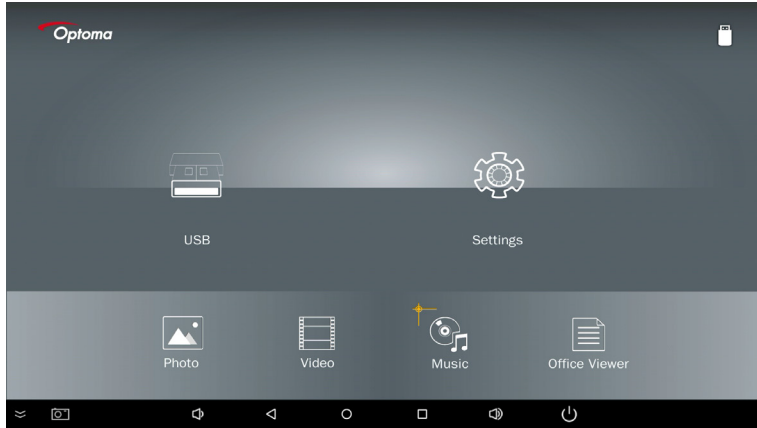 Optoma
USB
Settings
Photo
Video
Music
Office Viewer